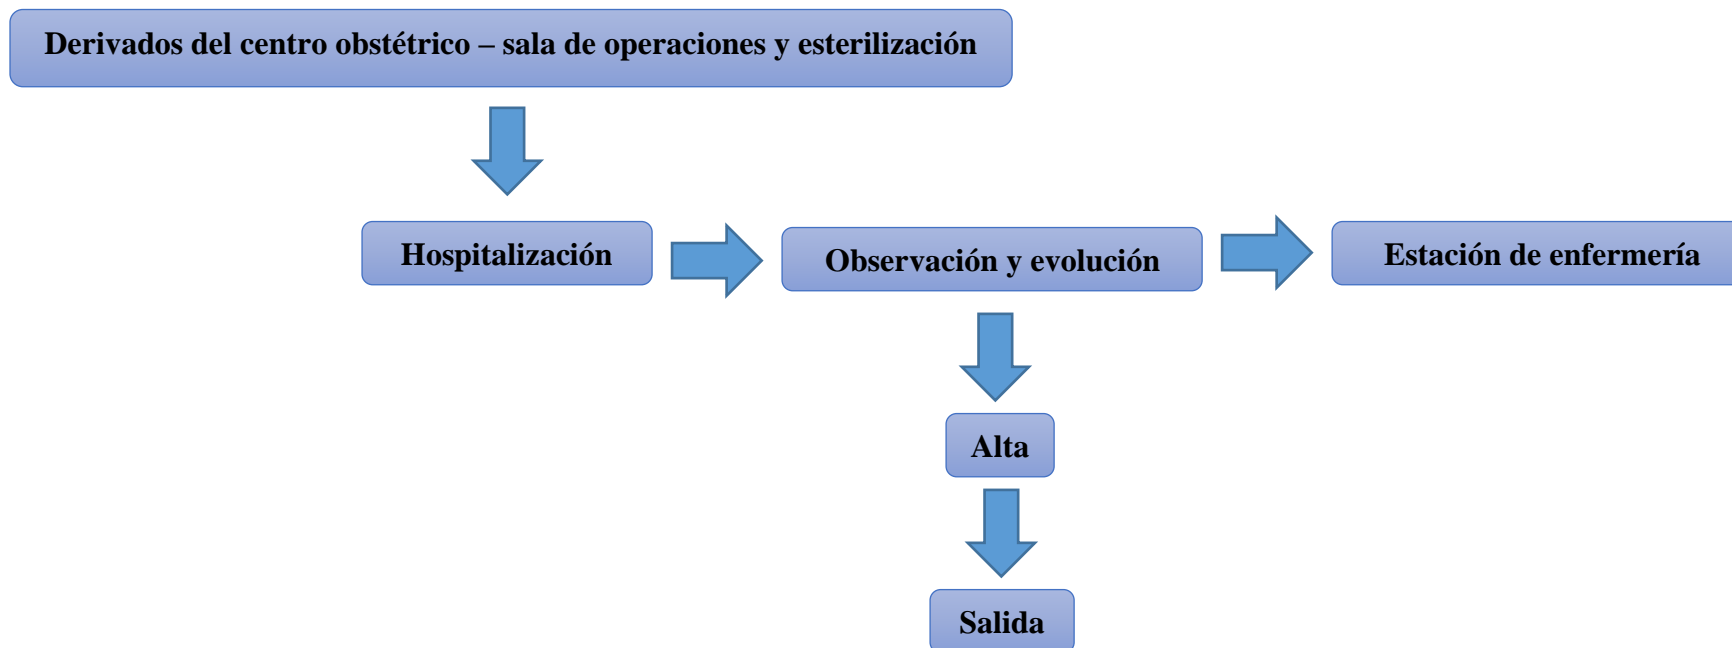 Derivados del centro obstétrico – sala de operaciones y esterilización
Hospitalización
Observación y evolución
Estación de enfermería
Alta
Salida